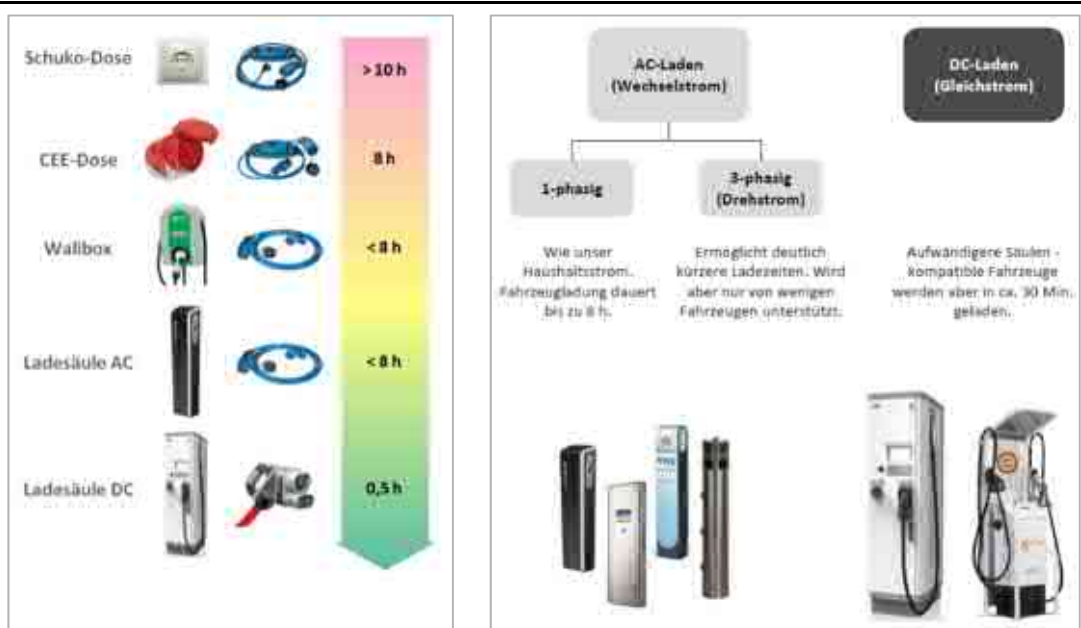 Schuko-Dose
> 10 h
CEE-Dose
8 h
Wallbox
< 8 h
Ladesäule AC
< 8 h
Ladesäule DC
0,5 h
AC-Laden
(Wechselstrom)
DC-Laden
(Gleichstrom)
1-phasig
3-phasig
(Drehstrom)
Wie unser
Haushaltsstrom.
Fahrzeugladung dauert
bis zu 8 h.
Ermöglicht deutlich
kürzere Ladezeiten. Wird
aber nur von wenigen
Fahrzeugen unterstützt.
Aufwändigere Säulen -
kompatible Fahrzeuge
werden aber in ca. 30 Min.
geladen.